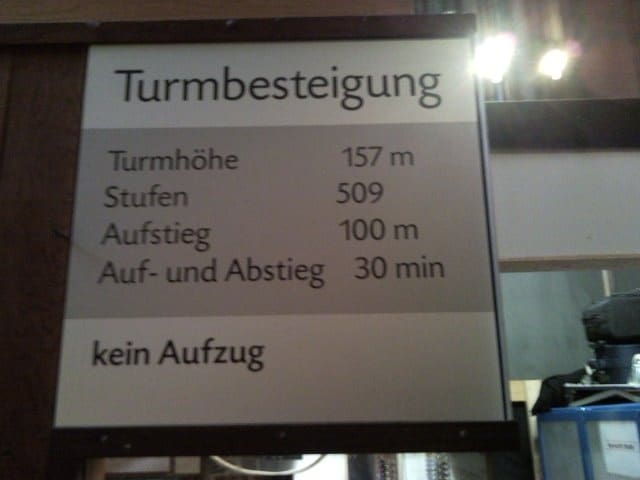 Turmbesteigung
Turmhöhe 157 m
Stufen 509
Aufstieg 100 m
Auf- und Abstieg 30 min
kein Aufzug